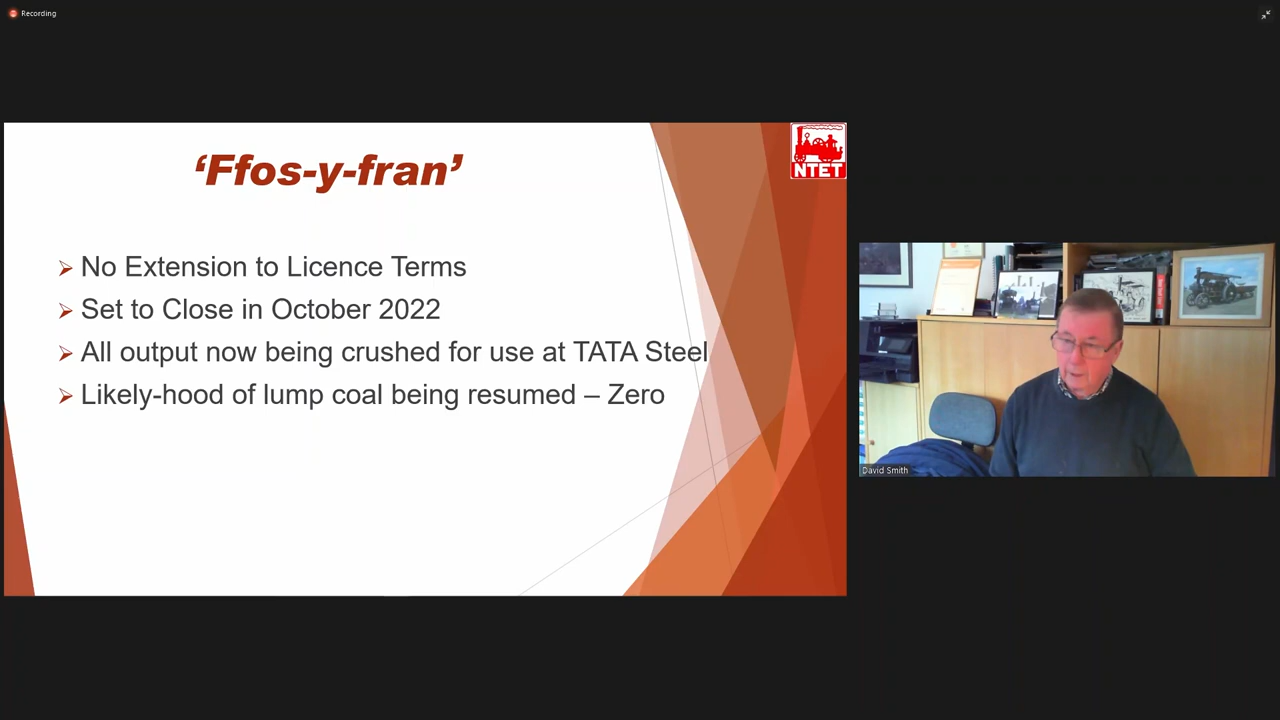 Recording
‘Ffos-y-fran’
NTET
No Extension to Licence Terms
Set to Close in October 2022
All output now being crushed for use at TATA Steel
Likely-hood of lump coal being resumed – Zero
David Smith